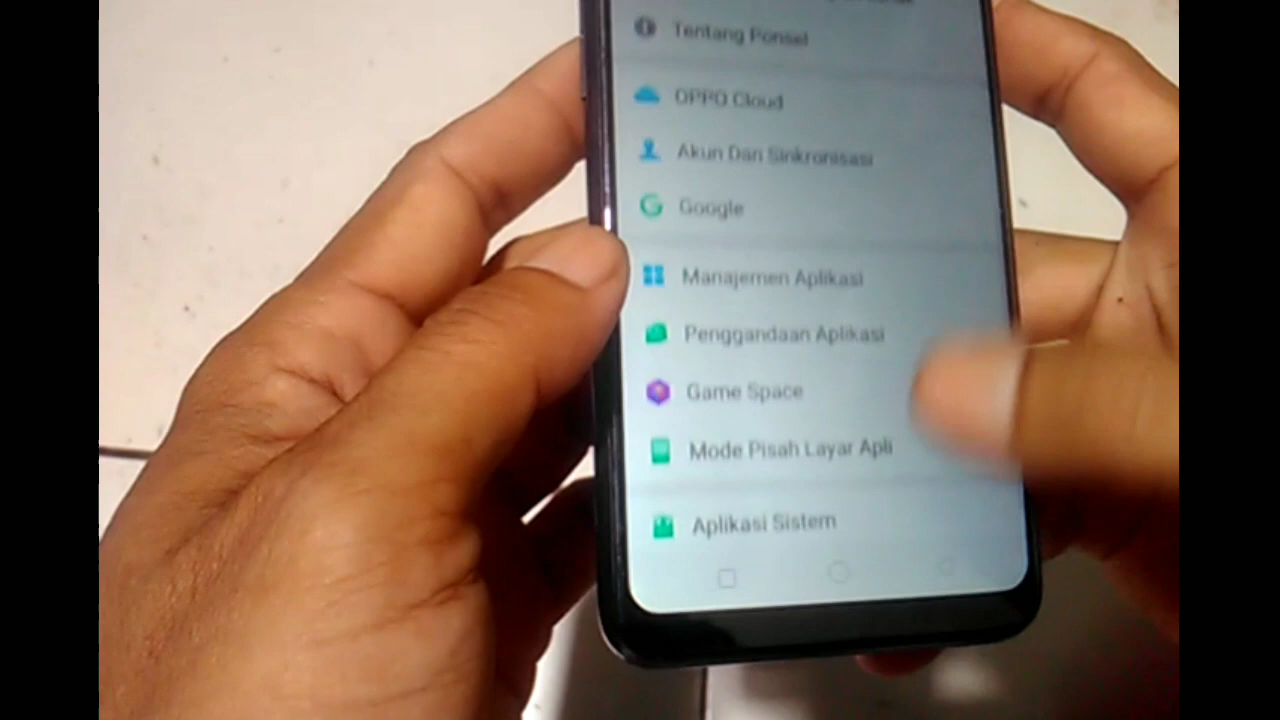 Tentang Ponsel
OPPO Cloud
Akun Dan Sinkronisasi
Google
Manajemen Aplikasi
Penggandaan Aplikasi
Game Space
Mode Pisah Layar Apli
Aplikasi Sistem